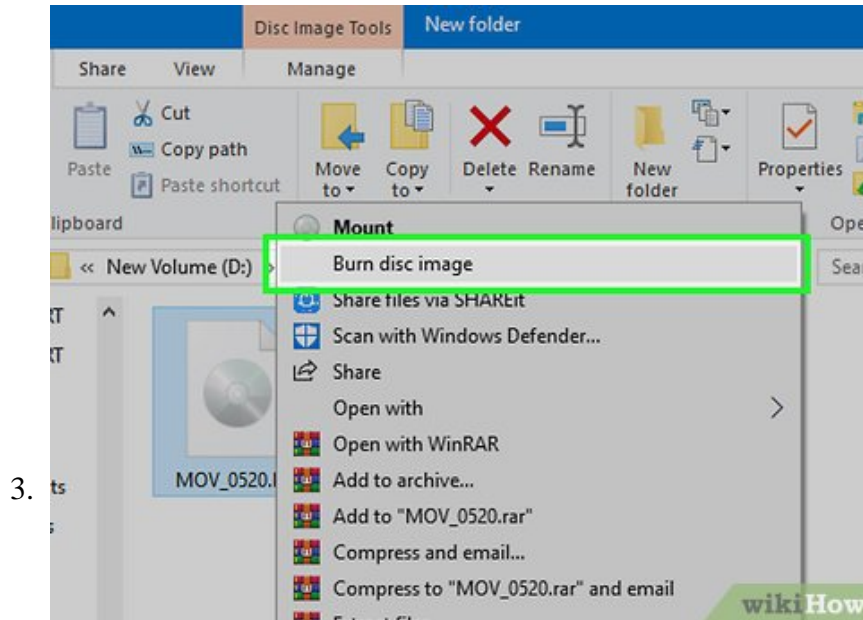 Disc Image Tools New folder
Share View Manage
Cut
Copy path
Paste shortcut
Paste
Move to
Copy to
Delete
Rename
New folder
Properties
lipboard
Ope
« New Volume (D:) >
Sea
Mount
Burn disc image
Share files via SHAREit
Scan with Windows Defender...
Share
Open with
Open with WinRAR
Add to archive...
Add to "MOV_0520.rar"
Compress and email...
Compress to "MOV_0520.rar" and email
MOV_0520.I
3.
ts
wikiHow